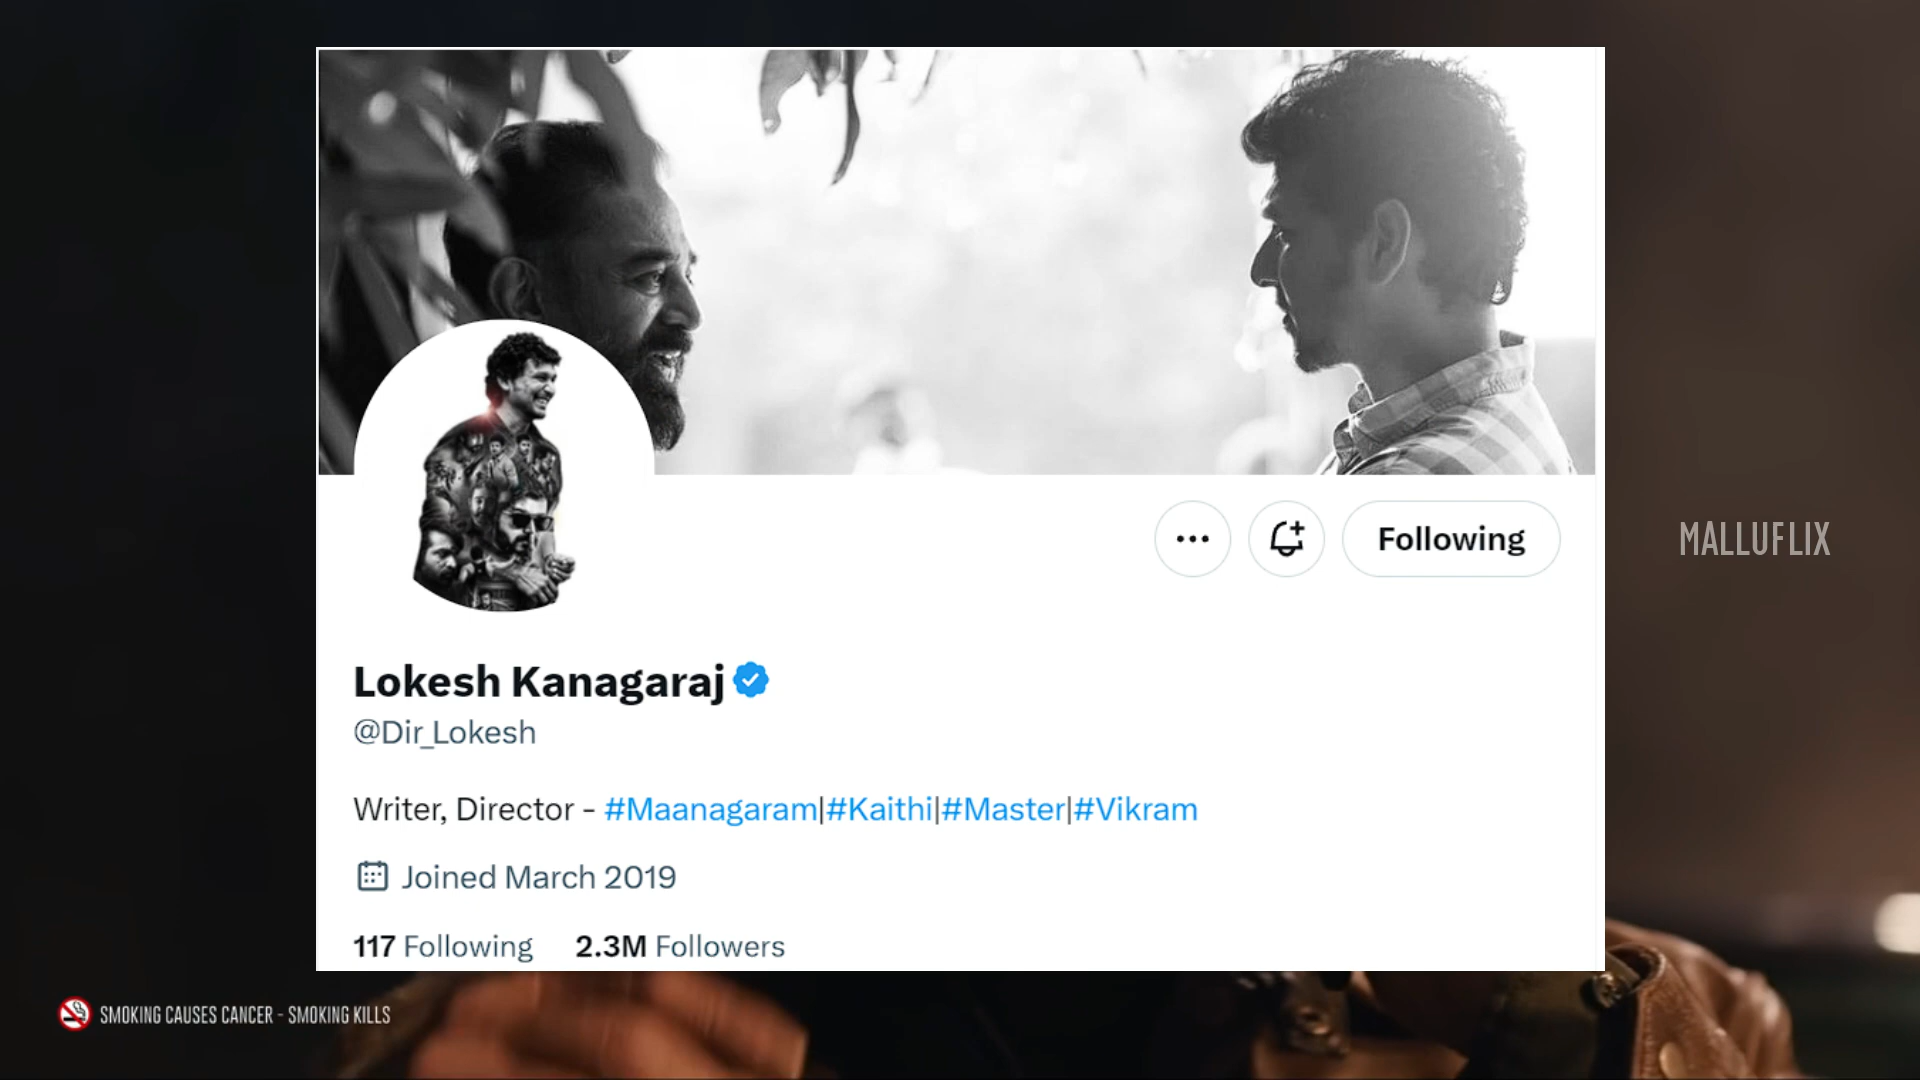 Following
MALLUFLIX
Lokesh Kanagaraj
@Dir_Lokesh
Writer, Director - #Maanagaram|#Kaithi|#Master|#Vikram
Joined March 2019
117 Following 2.3M Followers
SMOKING CAUSES CANCER - SMOKING KILLS